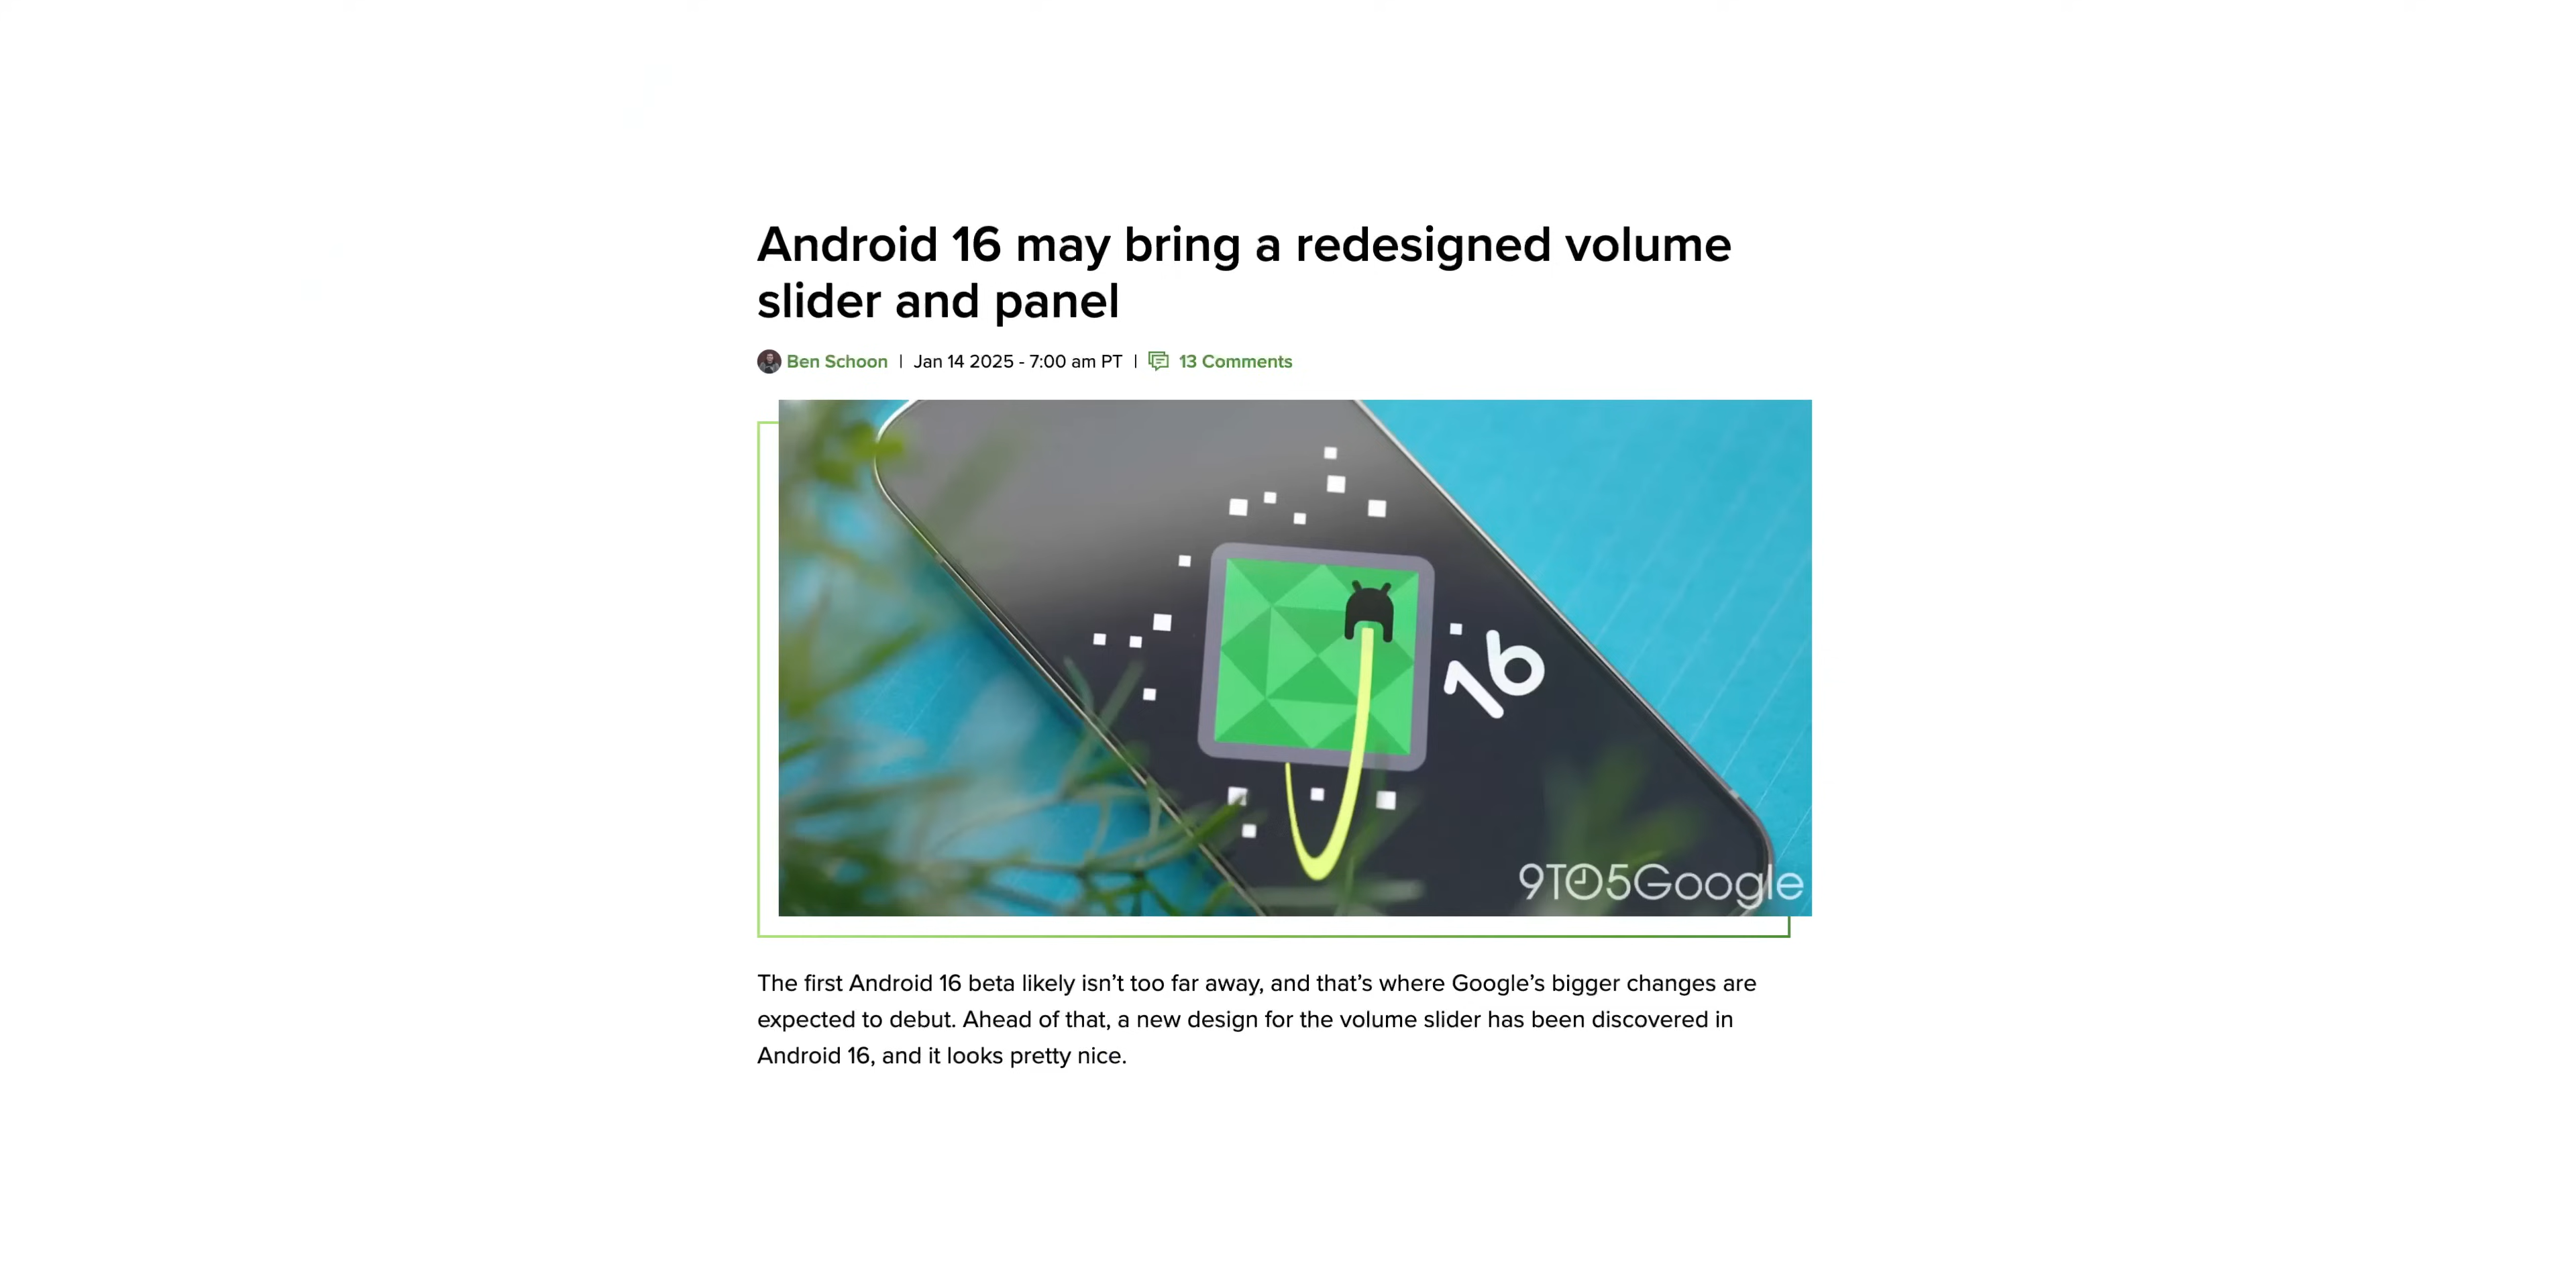 Android 16 may bring a redesigned volume
slider and panel
Ben Schoon | Jan 14 2025 - 7:00 am PT | 13 Comments
16
9TO5Google
The first Android 16 beta likely isn’t too far away, and that’s where Google’s bigger changes are
expected to debut. Ahead of that, a new design for the volume slider has been discovered in
Android 16, and it looks pretty nice.